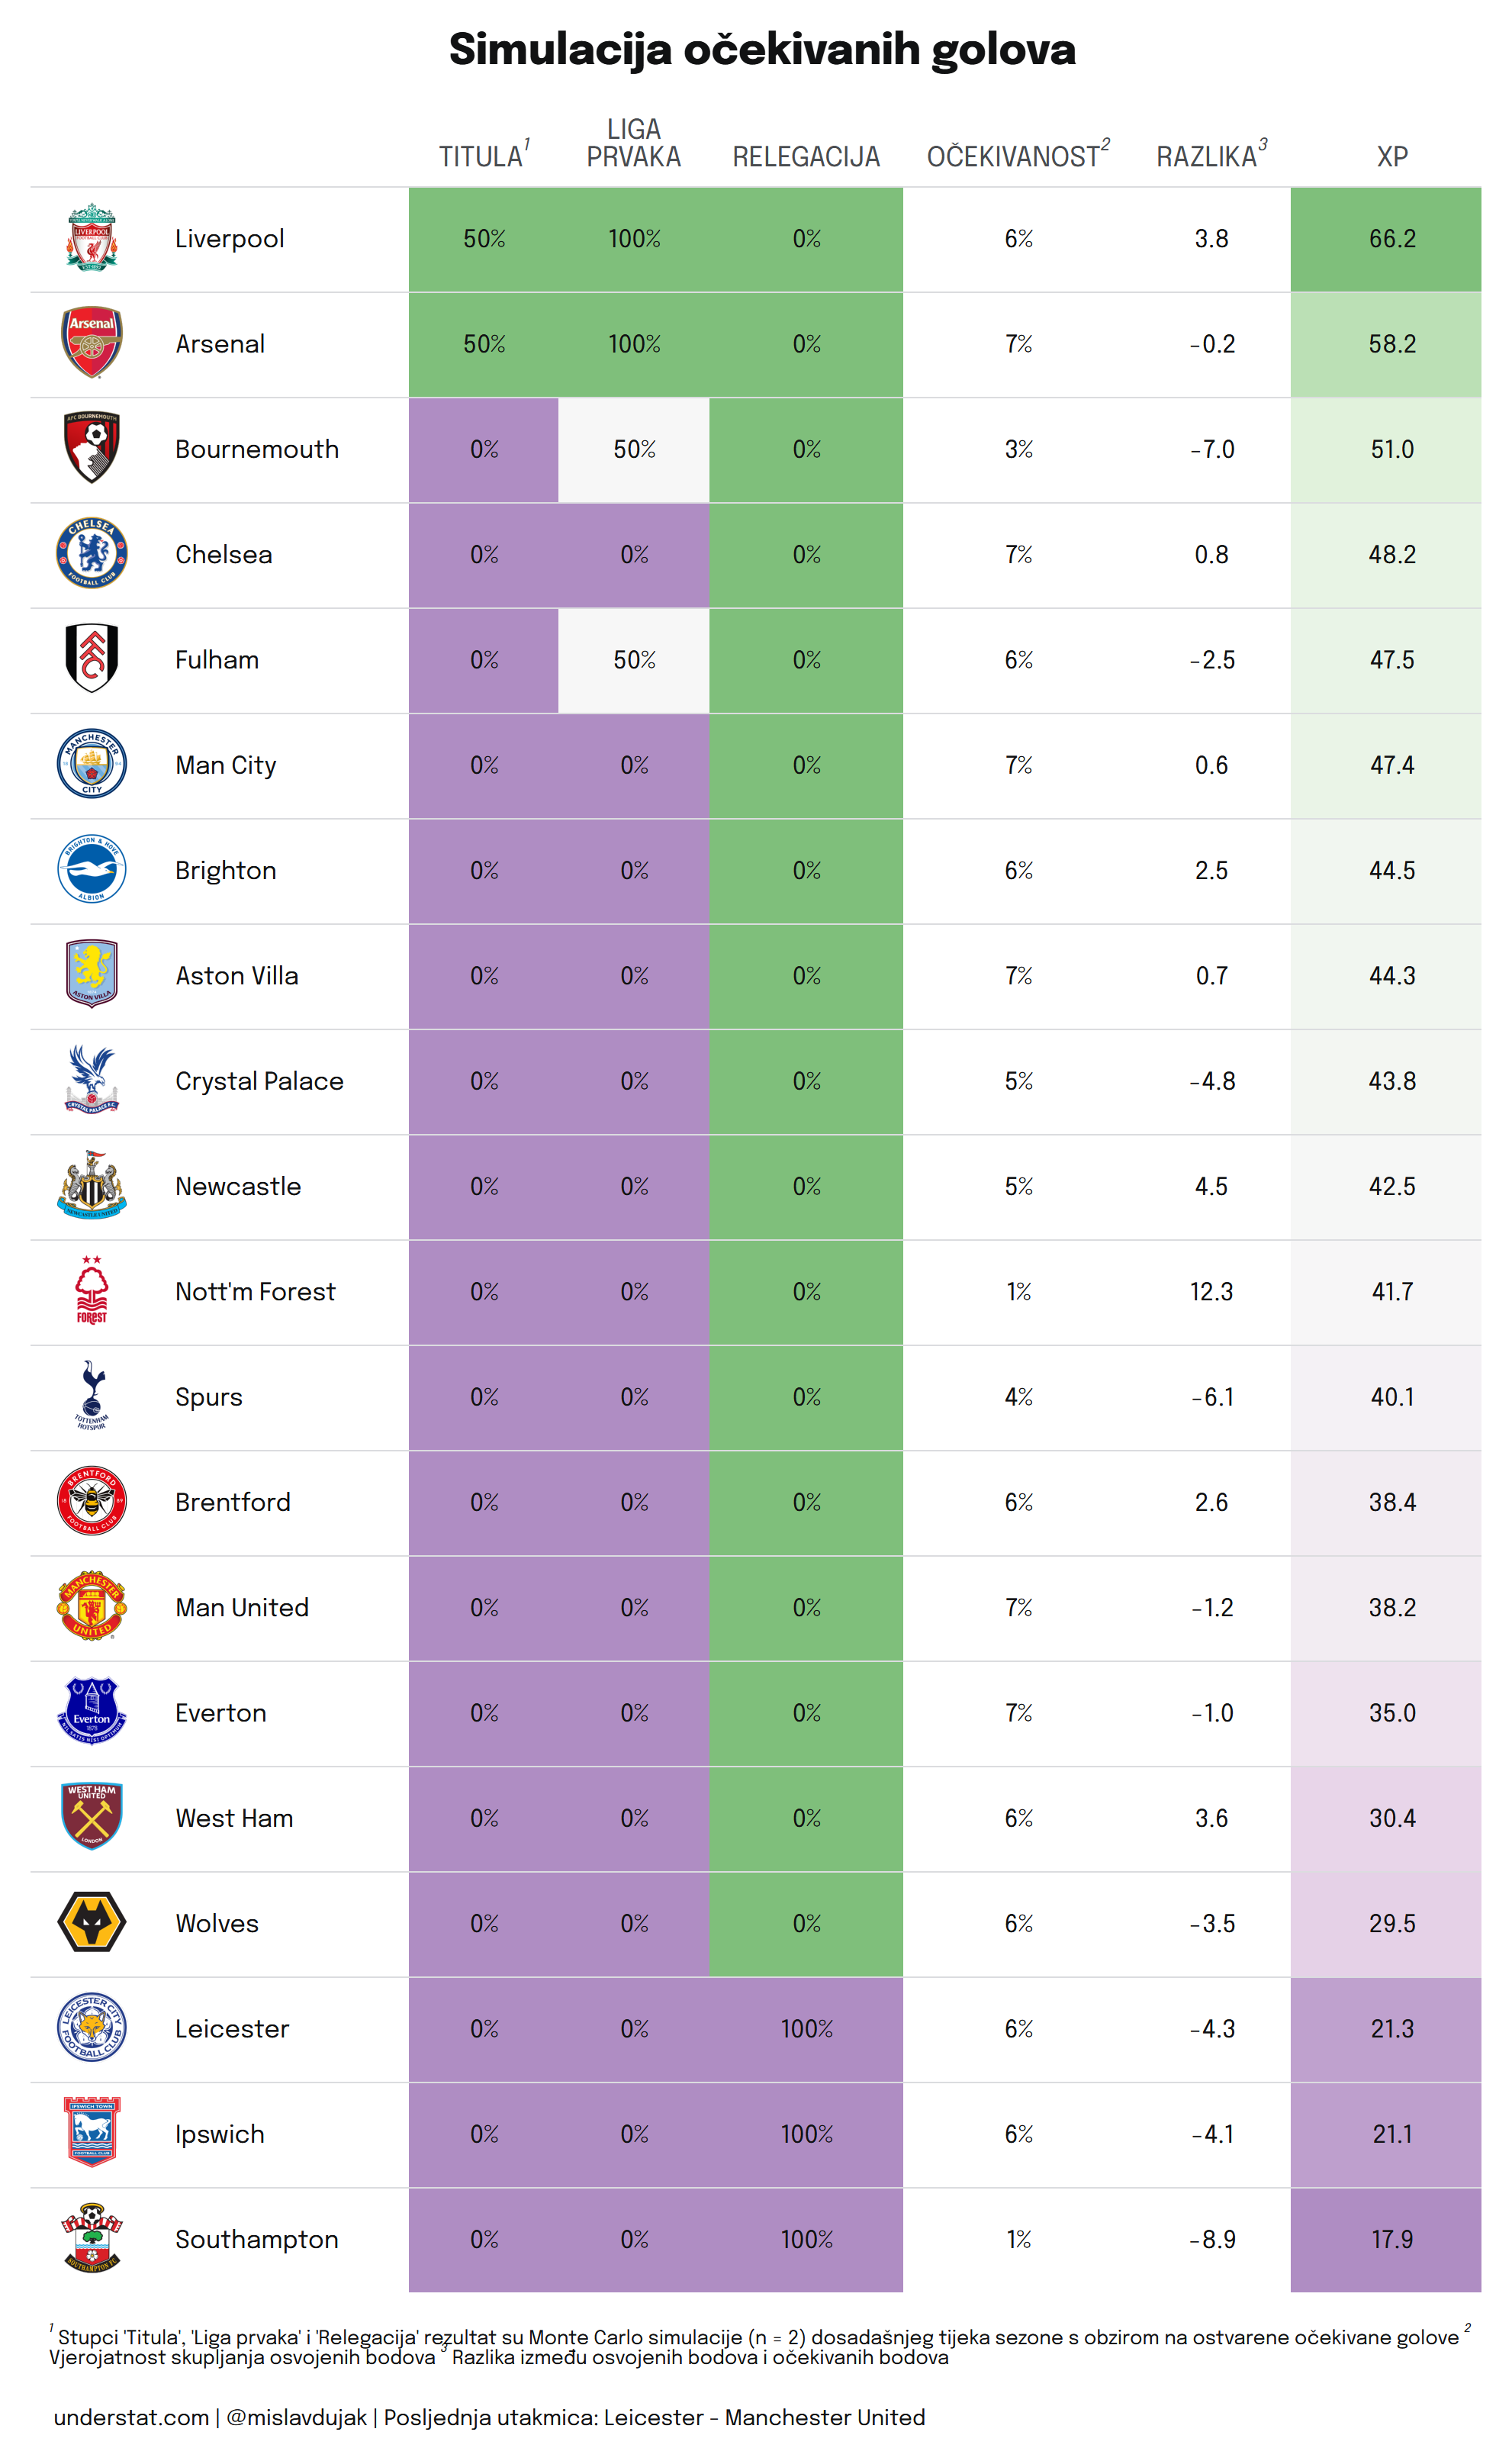 Simulacija očekivanih golova
TITULA1 LIGA PRVAKA RELEGACIJA OČEKIVANOST2 RAZLIKA3 XP
Liverpool 50% 100% 0% 6% 3.8 66.2
Arsenal 50% 100% 0% 7% −0.2 58.2
Bournemouth 0% 50% 0% 3% −7.0 51.0
Chelsea 0% 0% 0% 7% 0.8 48.2
Fulham 0% 50% 0% 6% −2.5 47.5
Man City 0% 0% 0% 7% 0.6 47.4
Brighton 0% 0% 0% 6% 2.5 44.5
Aston Villa 0% 0% 0% 7% 0.7 44.3
Crystal Palace 0% 0% 0% 5% −4.8 43.8
Newcastle 0% 0% 0% 5% 4.5 42.5
Nott'm Forest 0% 0% 0% 1% 12.3 41.7
Spurs 0% 0% 0% 4% −6.1 40.1
Brentford 0% 0% 0% 6% 2.6 38.4
Man United 0% 0% 0% 7% −1.2 38.2
Everton 0% 0% 0% 7% −1.0 35.0
West Ham 0% 0% 0% 6% 3.6 30.4
Wolves 0% 0% 0% 6% −3.5 29.5
Leicester 0% 0% 100% 6% −4.3 21.3
Ipswich 0% 0% 100% 6% −4.1 21.1
Southampton 0% 0% 100% 1% −8.9 17.9
1 Stupci 'Titula', 'Liga prvaka' i 'Relegacija' rezultat su Monte Carlo simulacije (n = 2) dosadašnjeg tijeka sezone s obzirom na ostvarene očekivane golove 2
Vjerojatnost skupljanja osvojenih bodova 3 Razlika između osvojenih bodova i očekivanih bodova
understat.com | @mislavdujak | Posljednja utakmica: Leicester - Manchester United